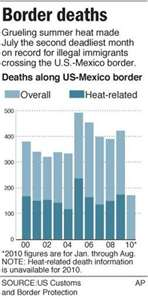 Border deaths
Grueling summer heat made
July the second deadliest month
on record for illegal immigrants
crossing the U.S.-Mexico border.
Deaths along US-Mexico border
Overall Heat-related
500
400
300
200
100
0
00 02 04 06 08 10*
*2010 figures are for Jan. through Aug.
NOTE: Heat-related death information
is unavailable for 2010.
SOURCE: US Customs AP
and Border Protection